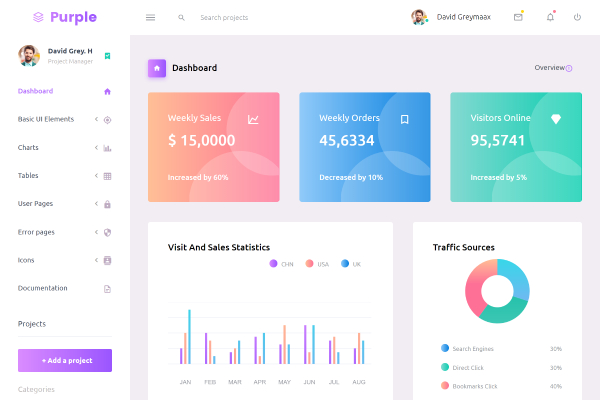 Purple
Search projects
David Greymaax
David Grey. H
Project Manager
Dashboard
Basic UI Elements
Charts
Tables
User Pages
Error pages
Icons
Documentation
Projects
+ Add a project
Categories
Dashboard
Overview
Weekly Sales
$ 15,0000
Increased by 60%
Weekly Orders
45,6334
Decreased by 10%
Visitors Online
95,5741
Increased by 5%
Visit And Sales Statistics
CHN USA UK
JAN FEB MAR APR MAY JUN JUL AUG
Traffic Sources
Search Engines 30%
Direct Click 30%
Bookmarks Click 40%